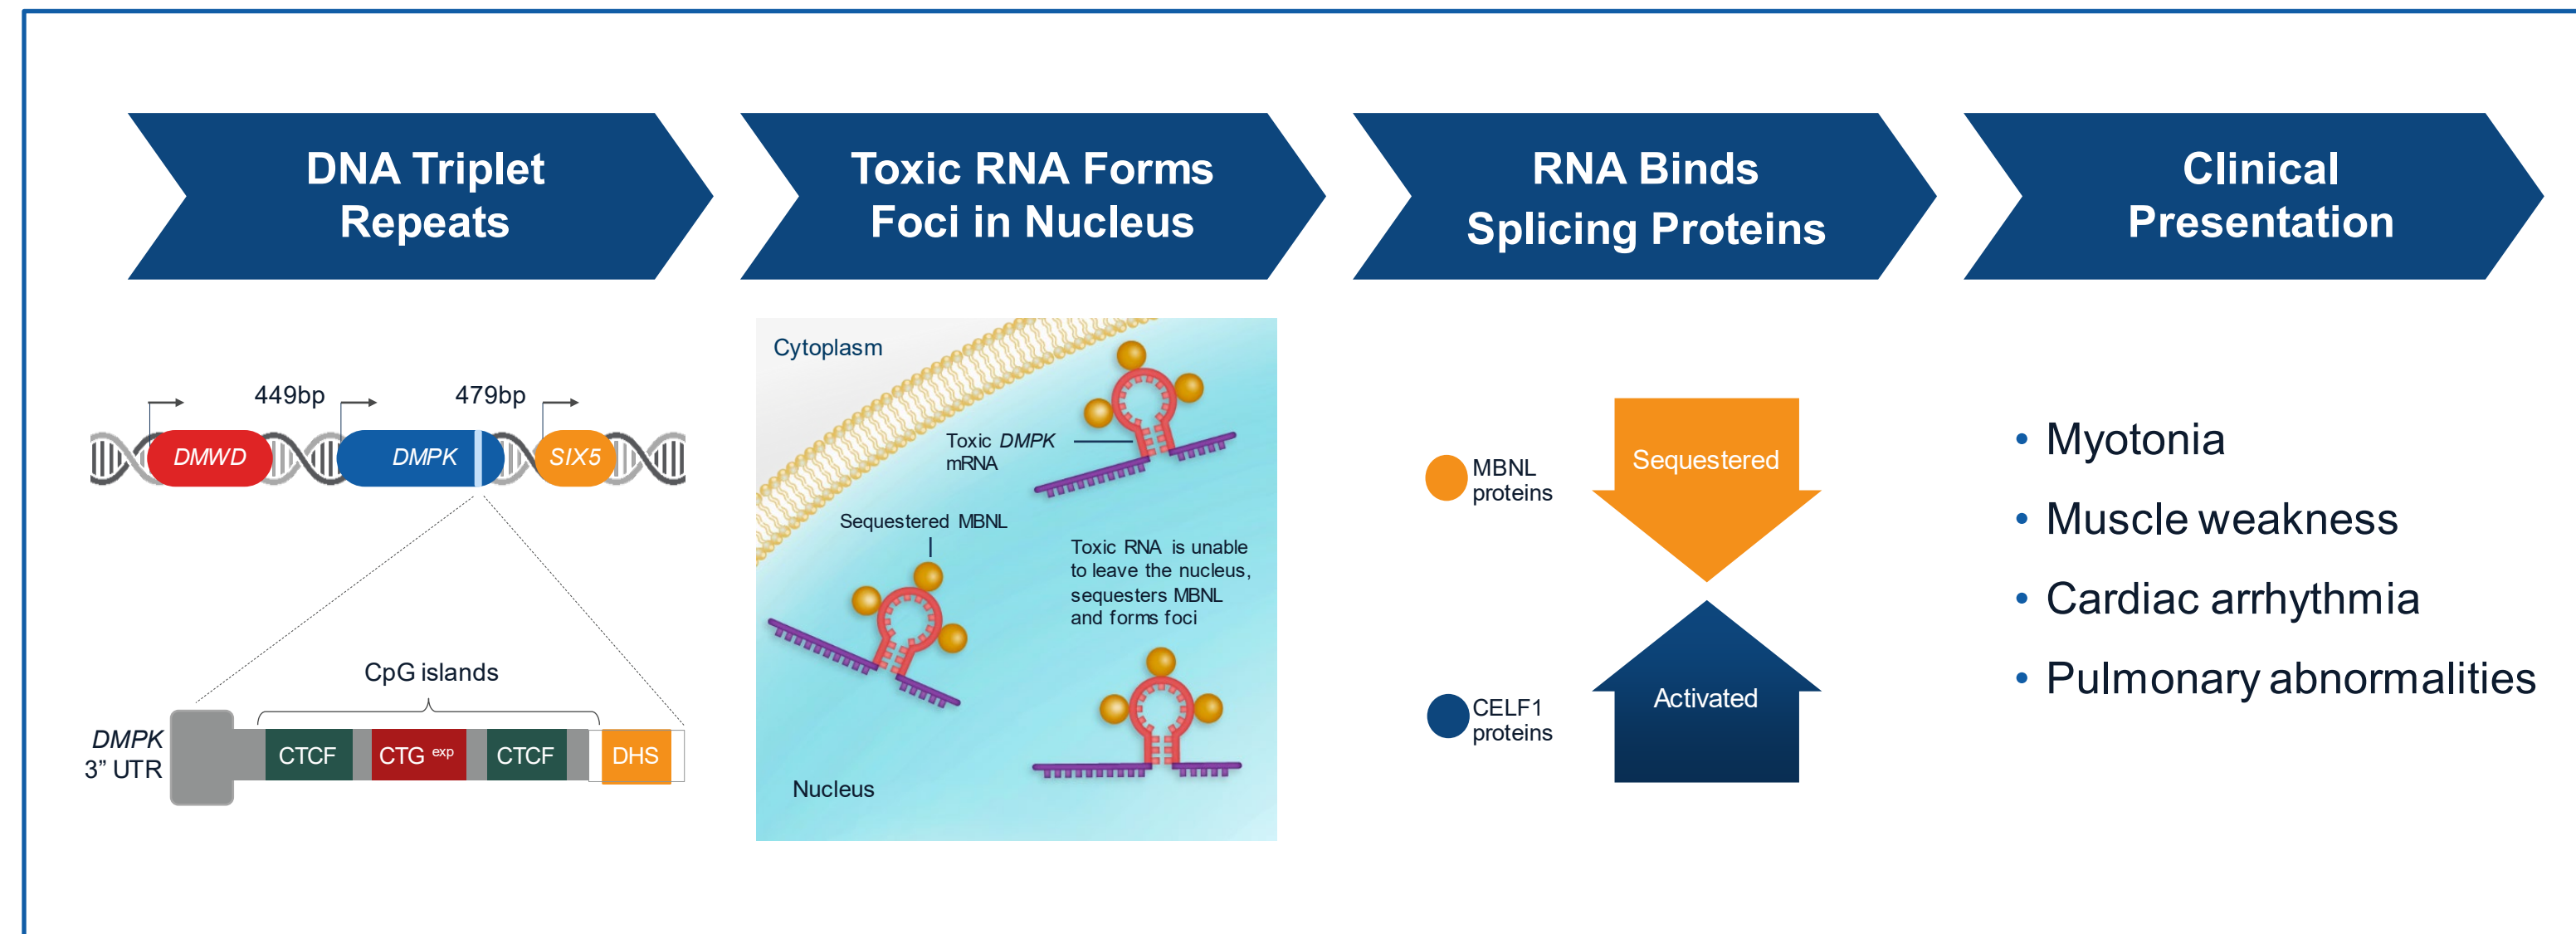 DNA Triplet
Repeats
Toxic RNA Forms
Foci in Nucleus
RNA Binds
Splicing Proteins
Clinical
Presentation
449bp
479bp
DMWD
DMPK
SIX5
CpG islands
DMPK
3” UTR
CTCF
CTG exp
CTCF
DHS
Cytoplasm
Toxic DMPK
mRNA
Sequestered MBNL
Toxic RNA is unable
to leave the nucleus,
sequesters MBNL
and forms foci
Nucleus
MBNL
proteins
Sequestered
CELF1
proteins
Activated
• Myotonia
• Muscle weakness
• Cardiac arrhythmia
• Pulmonary abnormalities